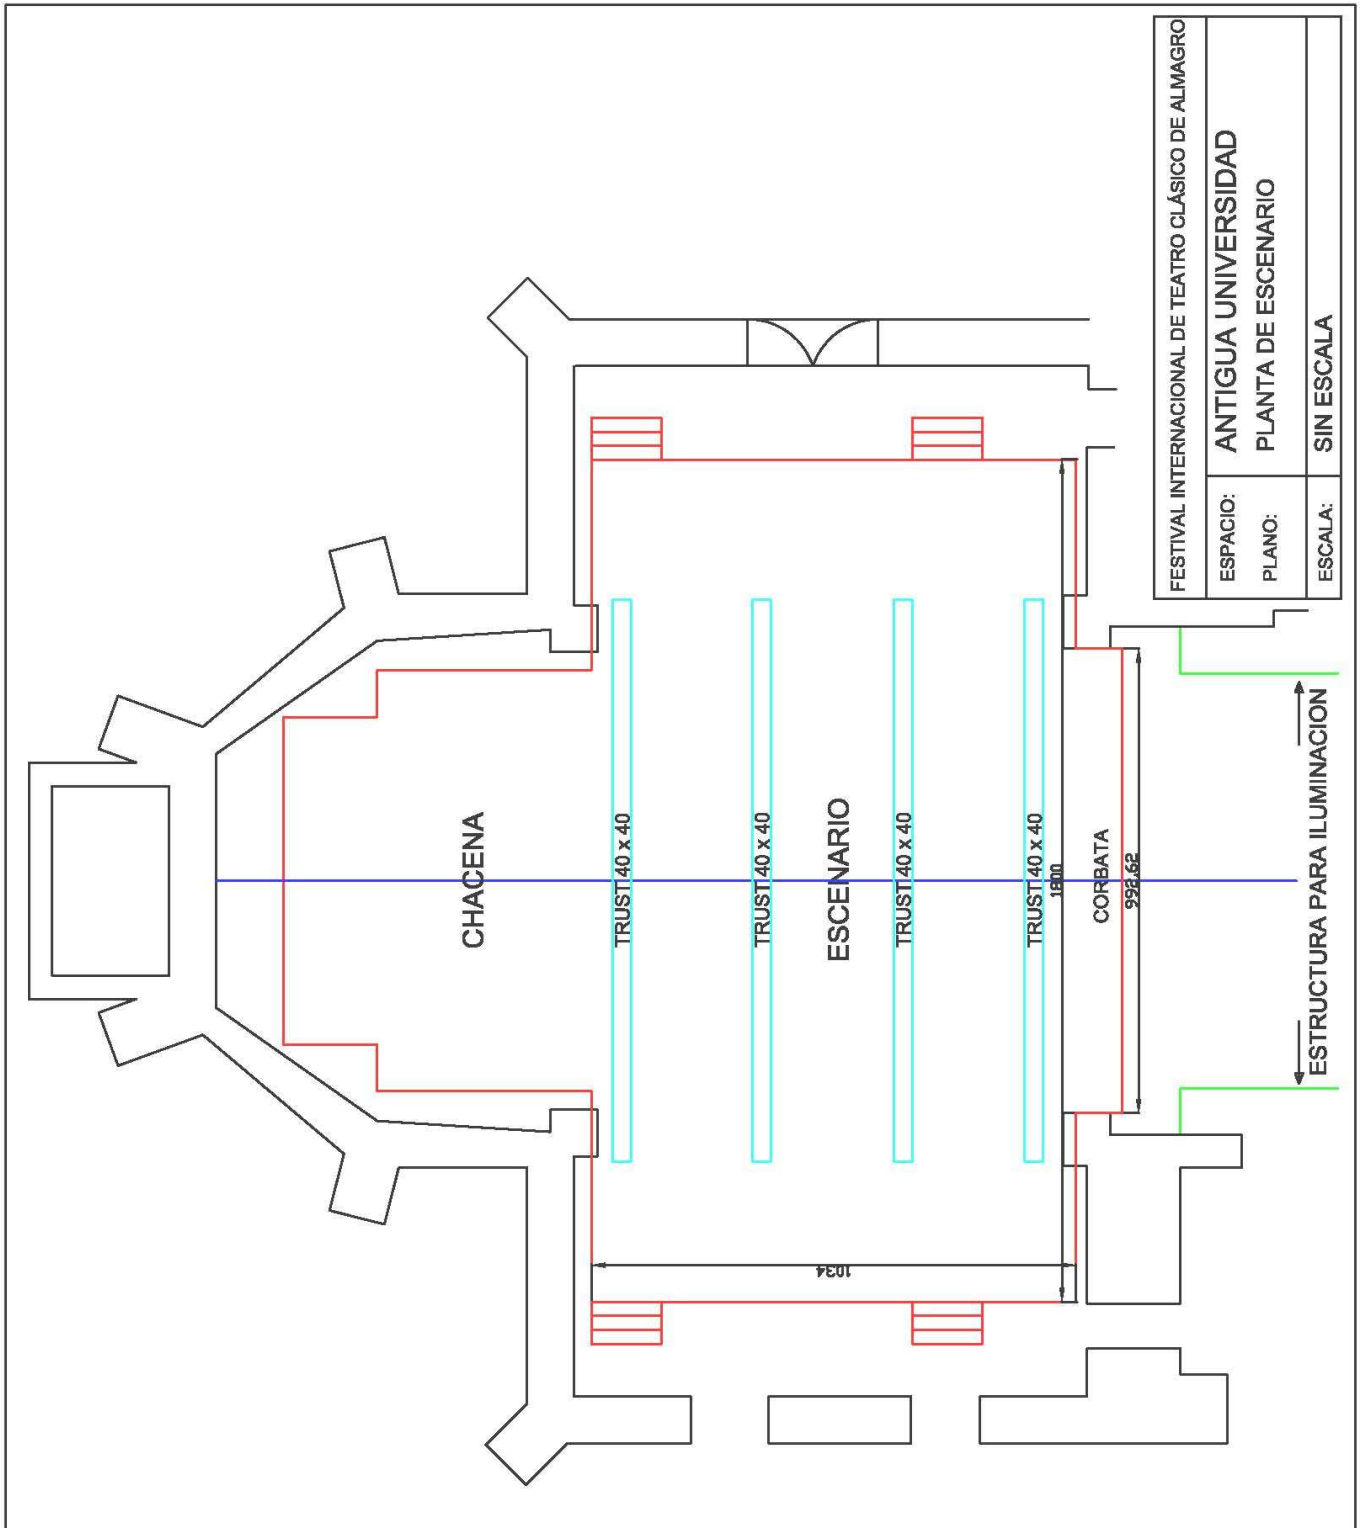 FESTIVAL INTERNACIONAL DE TEATRO CLÁSICO DE ALMAGRO
ESPACIO: ANTIGUA UNIVERSIDAD
PLANO: PLANTA DE ESCENARIO
ESCALA: SIN ESCALA
CHACENA
TRUST 40 x 40
TRUST 40 x 40
ESCENARIO
TRUST 40 x 40
TRUST 40 x 40
1800
1034
CORBATA
992,62
ESTRUCTURA PARA ILUMINACION